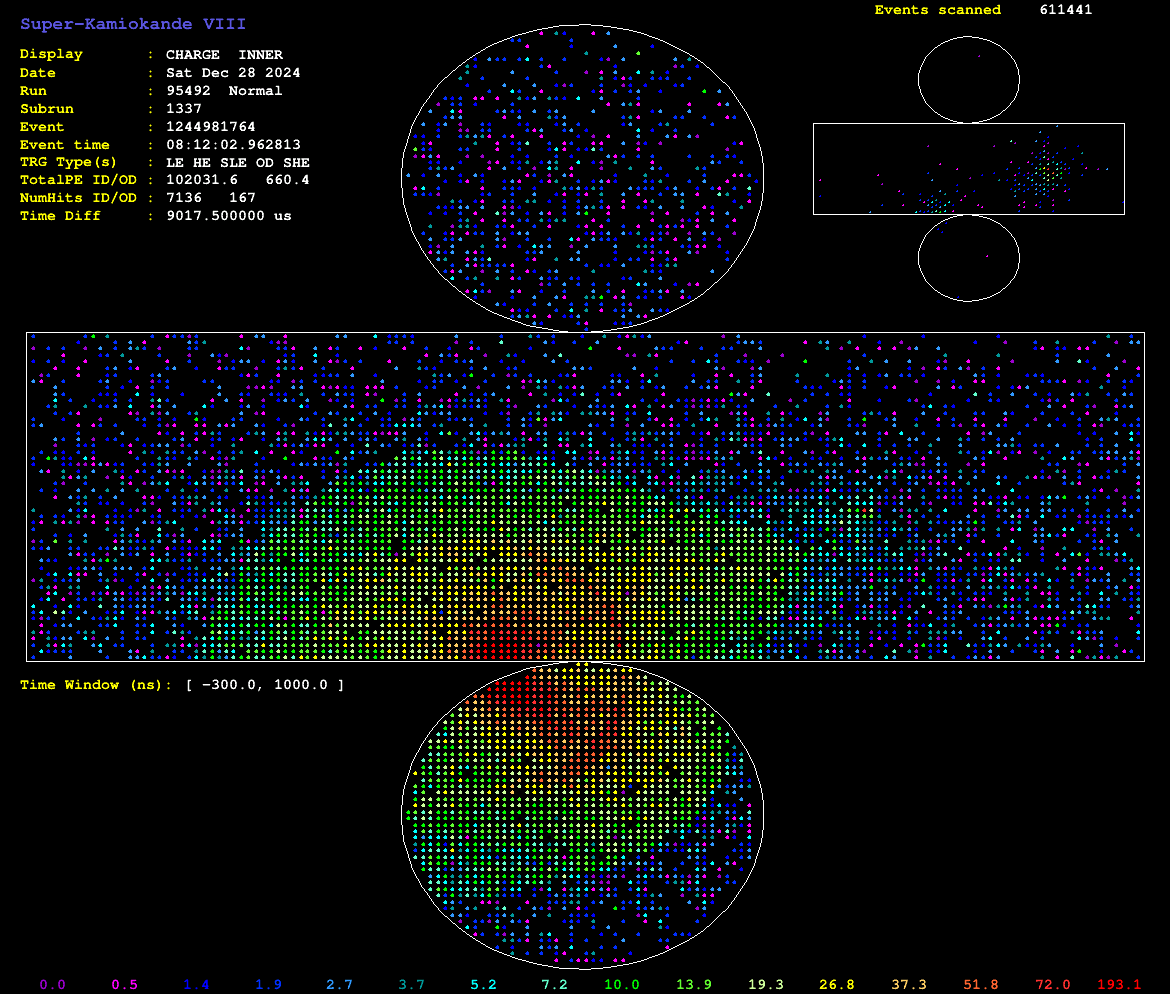 Events scanned 611441
Super-Kamiokande VIII
Display : CHARGE INNER
Date : Sat Dec 28 2024
Run : 95492 Normal
Subrun : 1337
Event : 1244981764
Event time : 08:12:02.962813
TRG Type(s) : LE HE SLE OD SHE
TotalPE ID/OD : 102031.6 660.4
NumHits ID/OD : 7136 167
Time Diff : 9017.500000 us
Time Window (ns): [ −300.0, 1000.0 ]
0.0 0.5 1.4 1.9 2.7 3.7 5.2 7.2 10.0 13.9 19.3 26.8 37.3 51.8 72.0 193.1